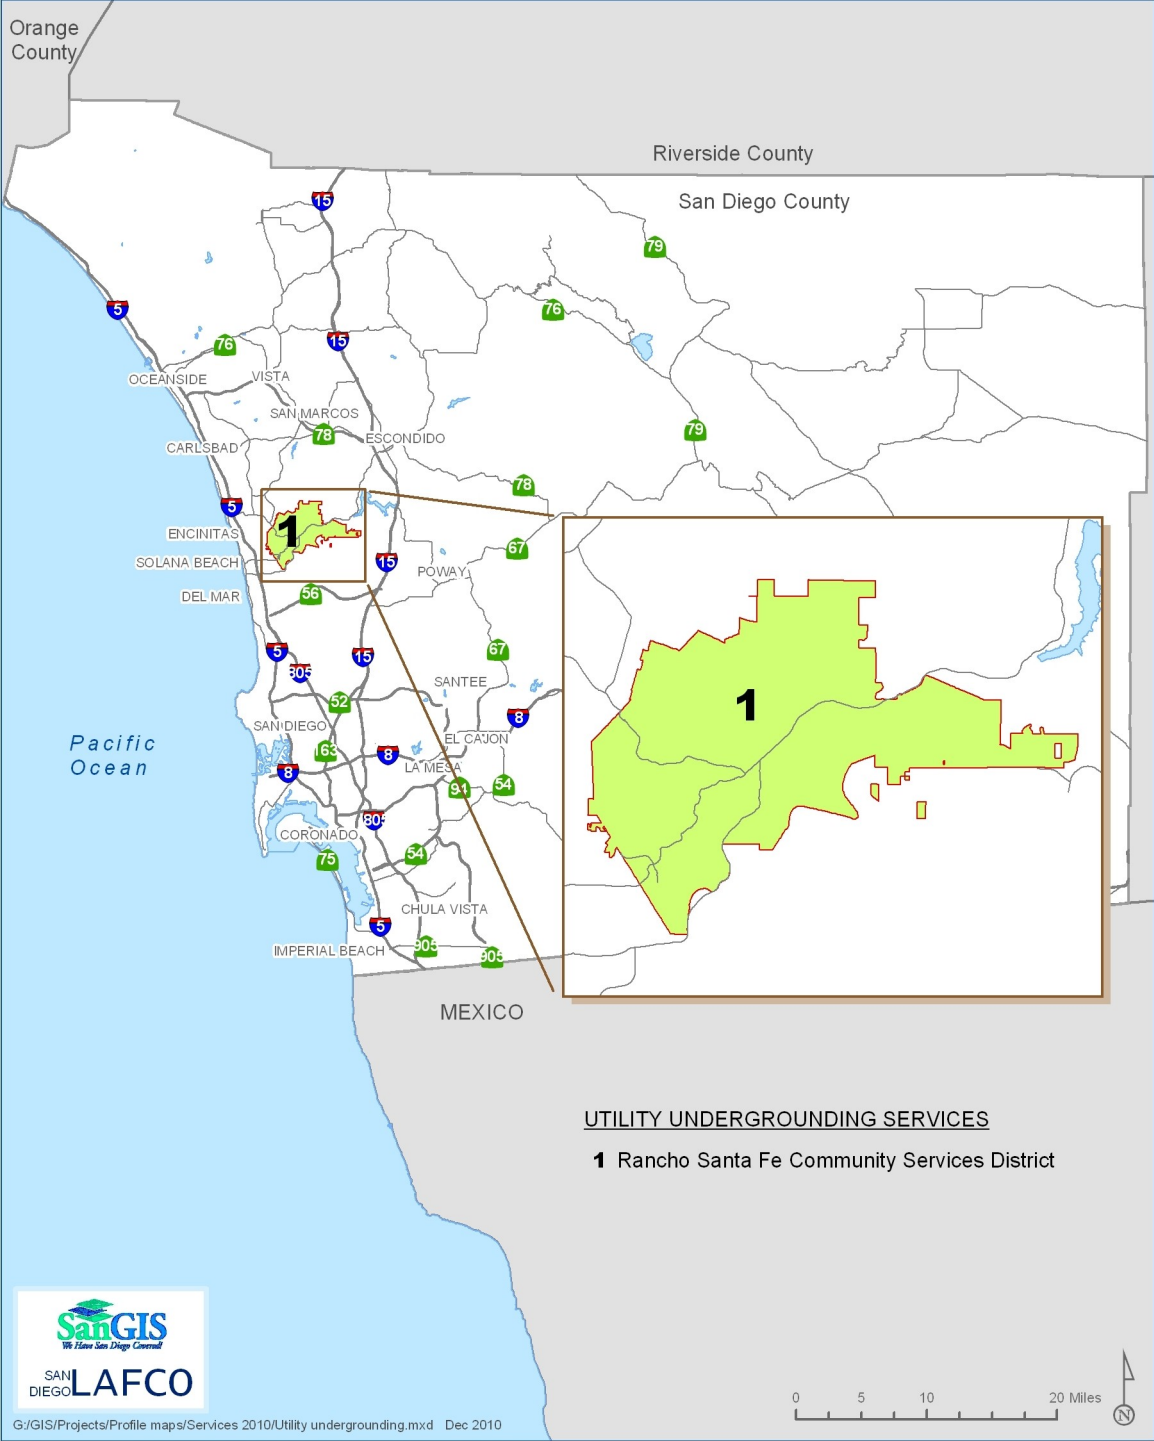 Orange
County
Riverside County
San Diego County
15
79
5
76
76
15
OCEANSIDE
VISTA
SAN MARCOS
78
ESCONDIDO
79
CARLSBAD
78
5
ENCINITAS
1
67
SOLANA BEACH
15
POWAY
DEL MAR
56
5
805
15
67
SANTEE
52
8
SAN DIEGO
163
8
EL CAJON
8
LA MESA
94
54
805
CORONADO
75
54
CHULA VISTA
5
IMPERIAL BEACH
905
905
Pacific
Ocean
1
MEXICO
UTILITY UNDERGROUNDING SERVICES
1 Rancho Santa Fe Community Services District
SanGIS
We Have San Diego Covered!
SAN
DIEGO LAFCO
0 5 10 20 Miles
N
G:/GIS/Projects/Profile maps/Services 2010/Utility undergrounding.mxd Dec 2010